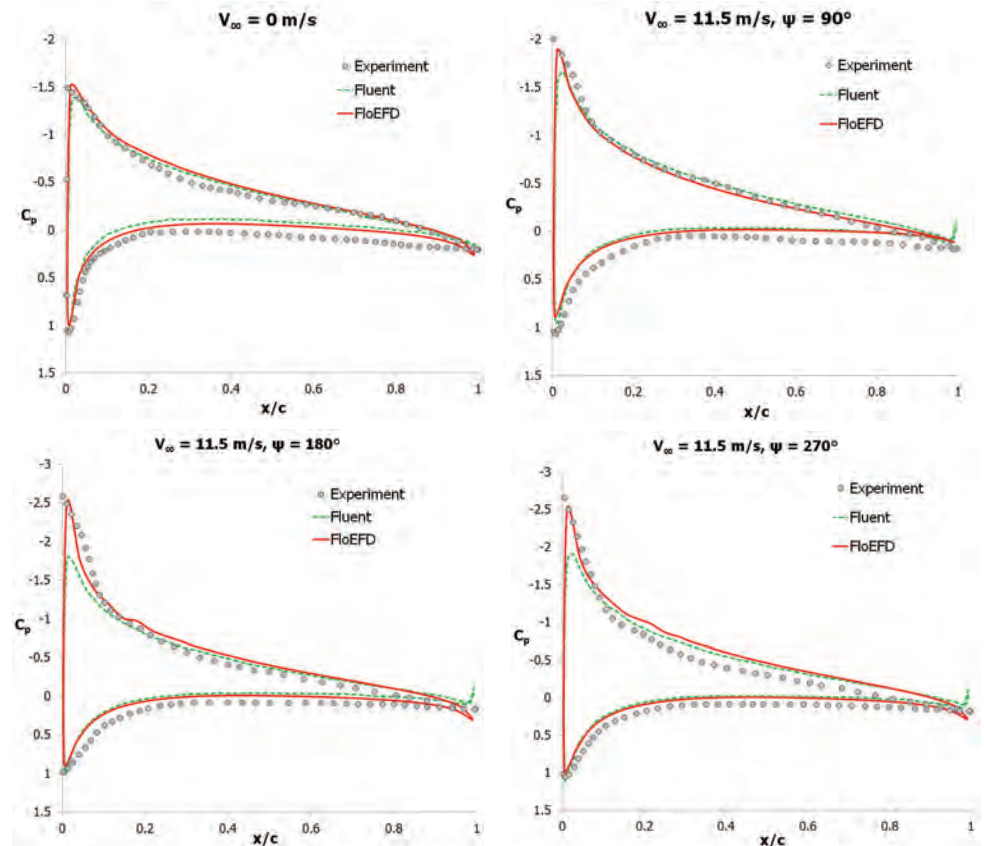 V∞ = 0 m/s
-2
-1.5
-1
-0.5
0
0.5
1
1.5
Cp
0
0.2
0.4
0.6
0.8
1
x/c
Experiment
Fluent
FloEFD
V∞ = 11.5 m/s, ψ = 90°
-2
-1.5
-1
-0.5
0
0.5
1
1.5
Cp
0
0.2
0.4
0.6
0.8
1
x/c
Experiment
Fluent
FloEFD
V∞ = 11.5 m/s, ψ = 180°
-3
-2.5
-2
-1.5
-1
-0.5
0
0.5
1
1.5
Cp
0
0.2
0.4
0.6
0.8
1
x/c
Experiment
Fluent
FloEFD
V∞ = 11.5 m/s, ψ = 270°
-3
-2.5
-2
-1.5
-1
-0.5
0
0.5
1
1.5
Cp
0
0.2
0.4
0.6
0.8
1
x/c
Experiment
Fluent
FloEFD